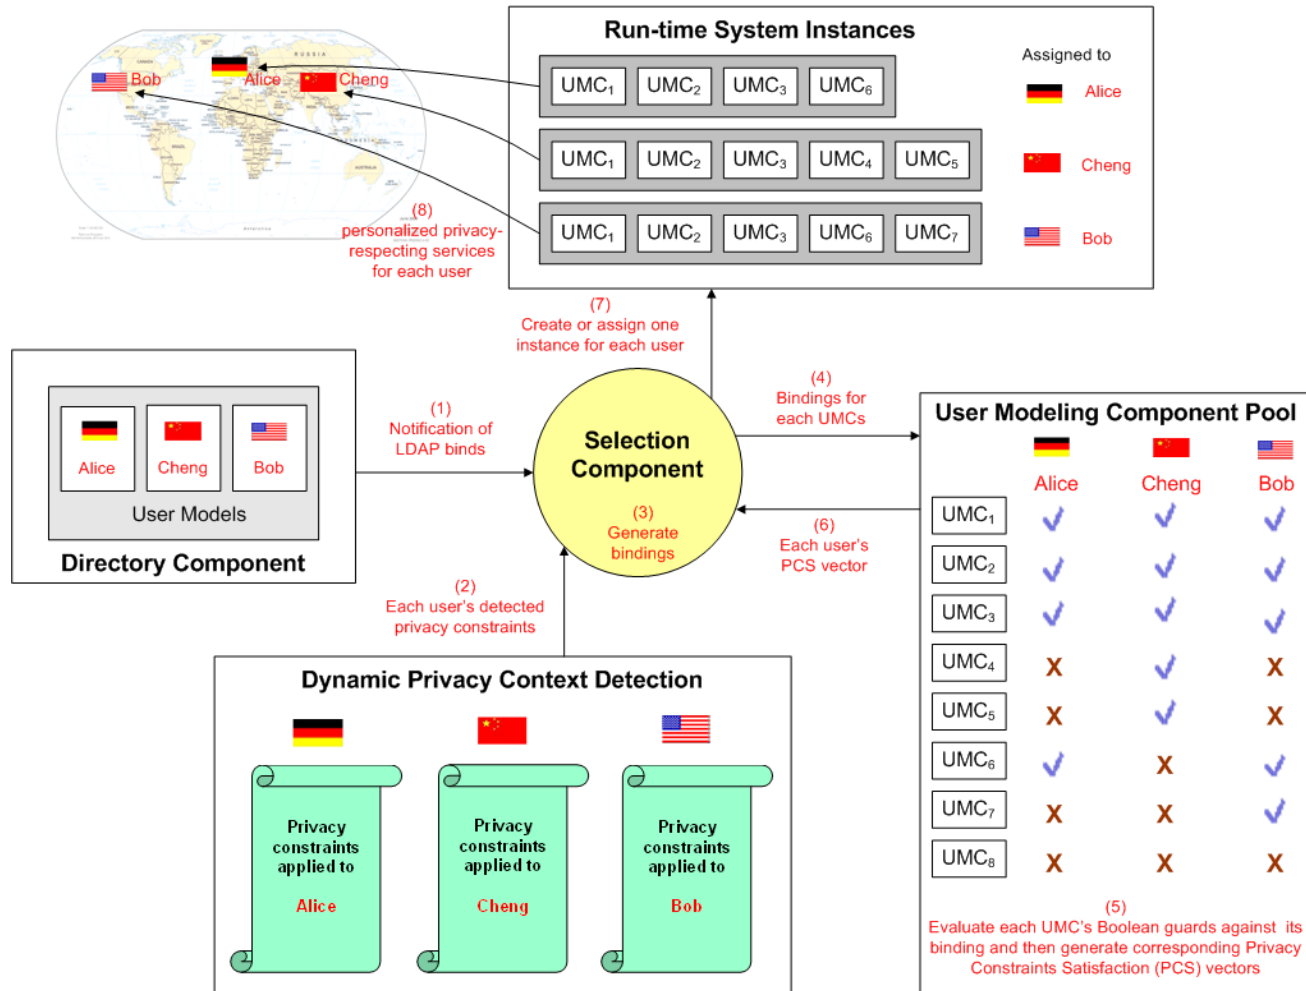 Run-time System Instances
Assigned to
UMC1 UMC2 UMC3 UMC6
Alice
UMC1 UMC2 UMC3 UMC4 UMC5
Cheng
UMC1 UMC2 UMC3 UMC6 UMC7
Bob
Bob
Alice
Cheng
RUSSIA
CANADA
BRAZIL
AUSTRALIA
Antarctica
(8)
personalized privacy-
respecting services
for each user
(7)
Create or assign one
instance for each user
Alice
Cheng
Bob
User Models
Directory Component
(1)
Notification of
LDAP binds
Selection
Component
(3)
Generate
bindings
(4)
Bindings for
each UMCs
(6)
Each user's
PCS vector
(2)
Each user's detected
privacy constraints
User Modeling Component Pool
Alice Cheng Bob
UMC1
UMC2
UMC3
UMC4 X X
UMC5 X X
UMC6 X
UMC7 X X
UMC8 X X X
(5)
Evaluate each UMC's Boolean guards against its
binding and then generate corresponding Privacy
Constraints Satisfaction (PCS) vectors
Dynamic Privacy Context Detection
Privacy
constraints
applied to
Alice
Privacy
constraints
applied to
Cheng
Privacy
constraints
applied to
Bob